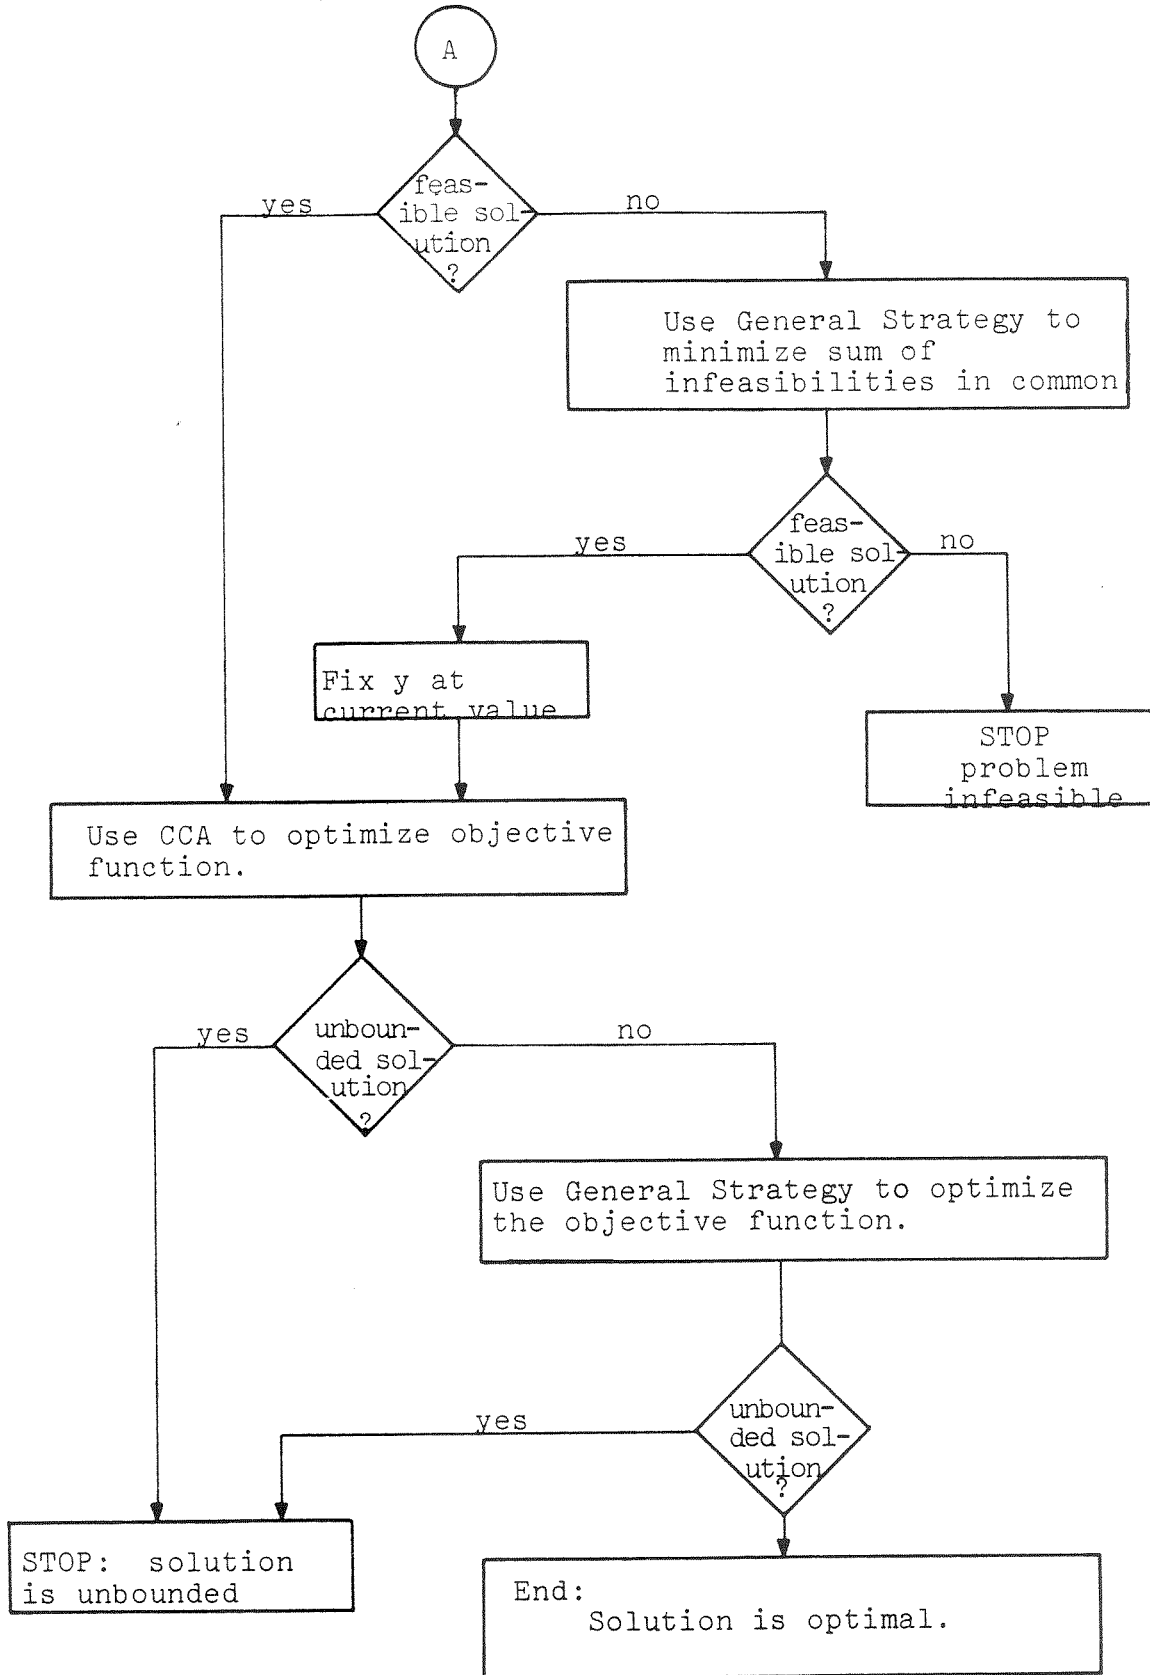 A
feas-
ible sol-
ution
?
yes
no
Use General Strategy to
minimize sum of
infeasibilities in common
feas-
ible sol-
ution
?
yes
no
Fix y at
current value
STOP
problem
infeasible
Use CCA to optimize objective
function.
unboun-
ded sol-
ution
?
yes
no
Use General Strategy to optimize
the objective function.
unboun-
ded sol-
ution
?
yes
STOP: solution
is unbounded
End:
Solution is optimal.